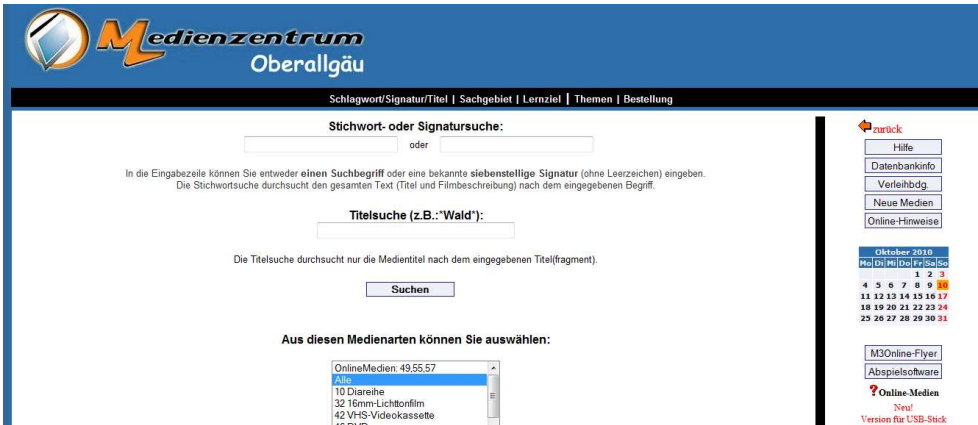 Medienzentrum
Oberallgäu
Schlagwort/Signatur/Titel | Sachgebiet | Lernziel | Themen | Bestellung
Stichwort- oder Signatursuche:
oder
In die Eingabezeile können Sie entweder einen Suchbegriff oder eine bekannte siebenstellige Signatur (ohne Leerzeichen) eingeben.
Die Stichwortsuche durchsucht den gesamten Text (Titel und Filmbeschreibung) nach dem eingegebenen Begriff.
Titelsuche (z.B.:*Wald*):
Die Titelsuche durchsucht nur die Medientitel nach dem eingegebenen Titel(fragment).
Suchen
Aus diesen Medienarten können Sie auswählen:
OnlineMedien: 49,55,57
Alle
10 Diareihe
32 16mm-Lichttonfilm
42 VHS-Videokassette
zurück
Hilfe
Datenbankinfo
Verleihbdg.
Neue Medien
Online-Hinweise
Oktober 2010
Mo Di Mi Do Fr Sa So
1 2 3
4 5 6 7 8 9 10
11 12 13 14 15 16 17
18 19 20 21 22 23 24
25 26 27 28 29 30 31
M3Online-Flyer
Abspielsoftware
? Online-Medien
Neu!
Version für USB-Stick